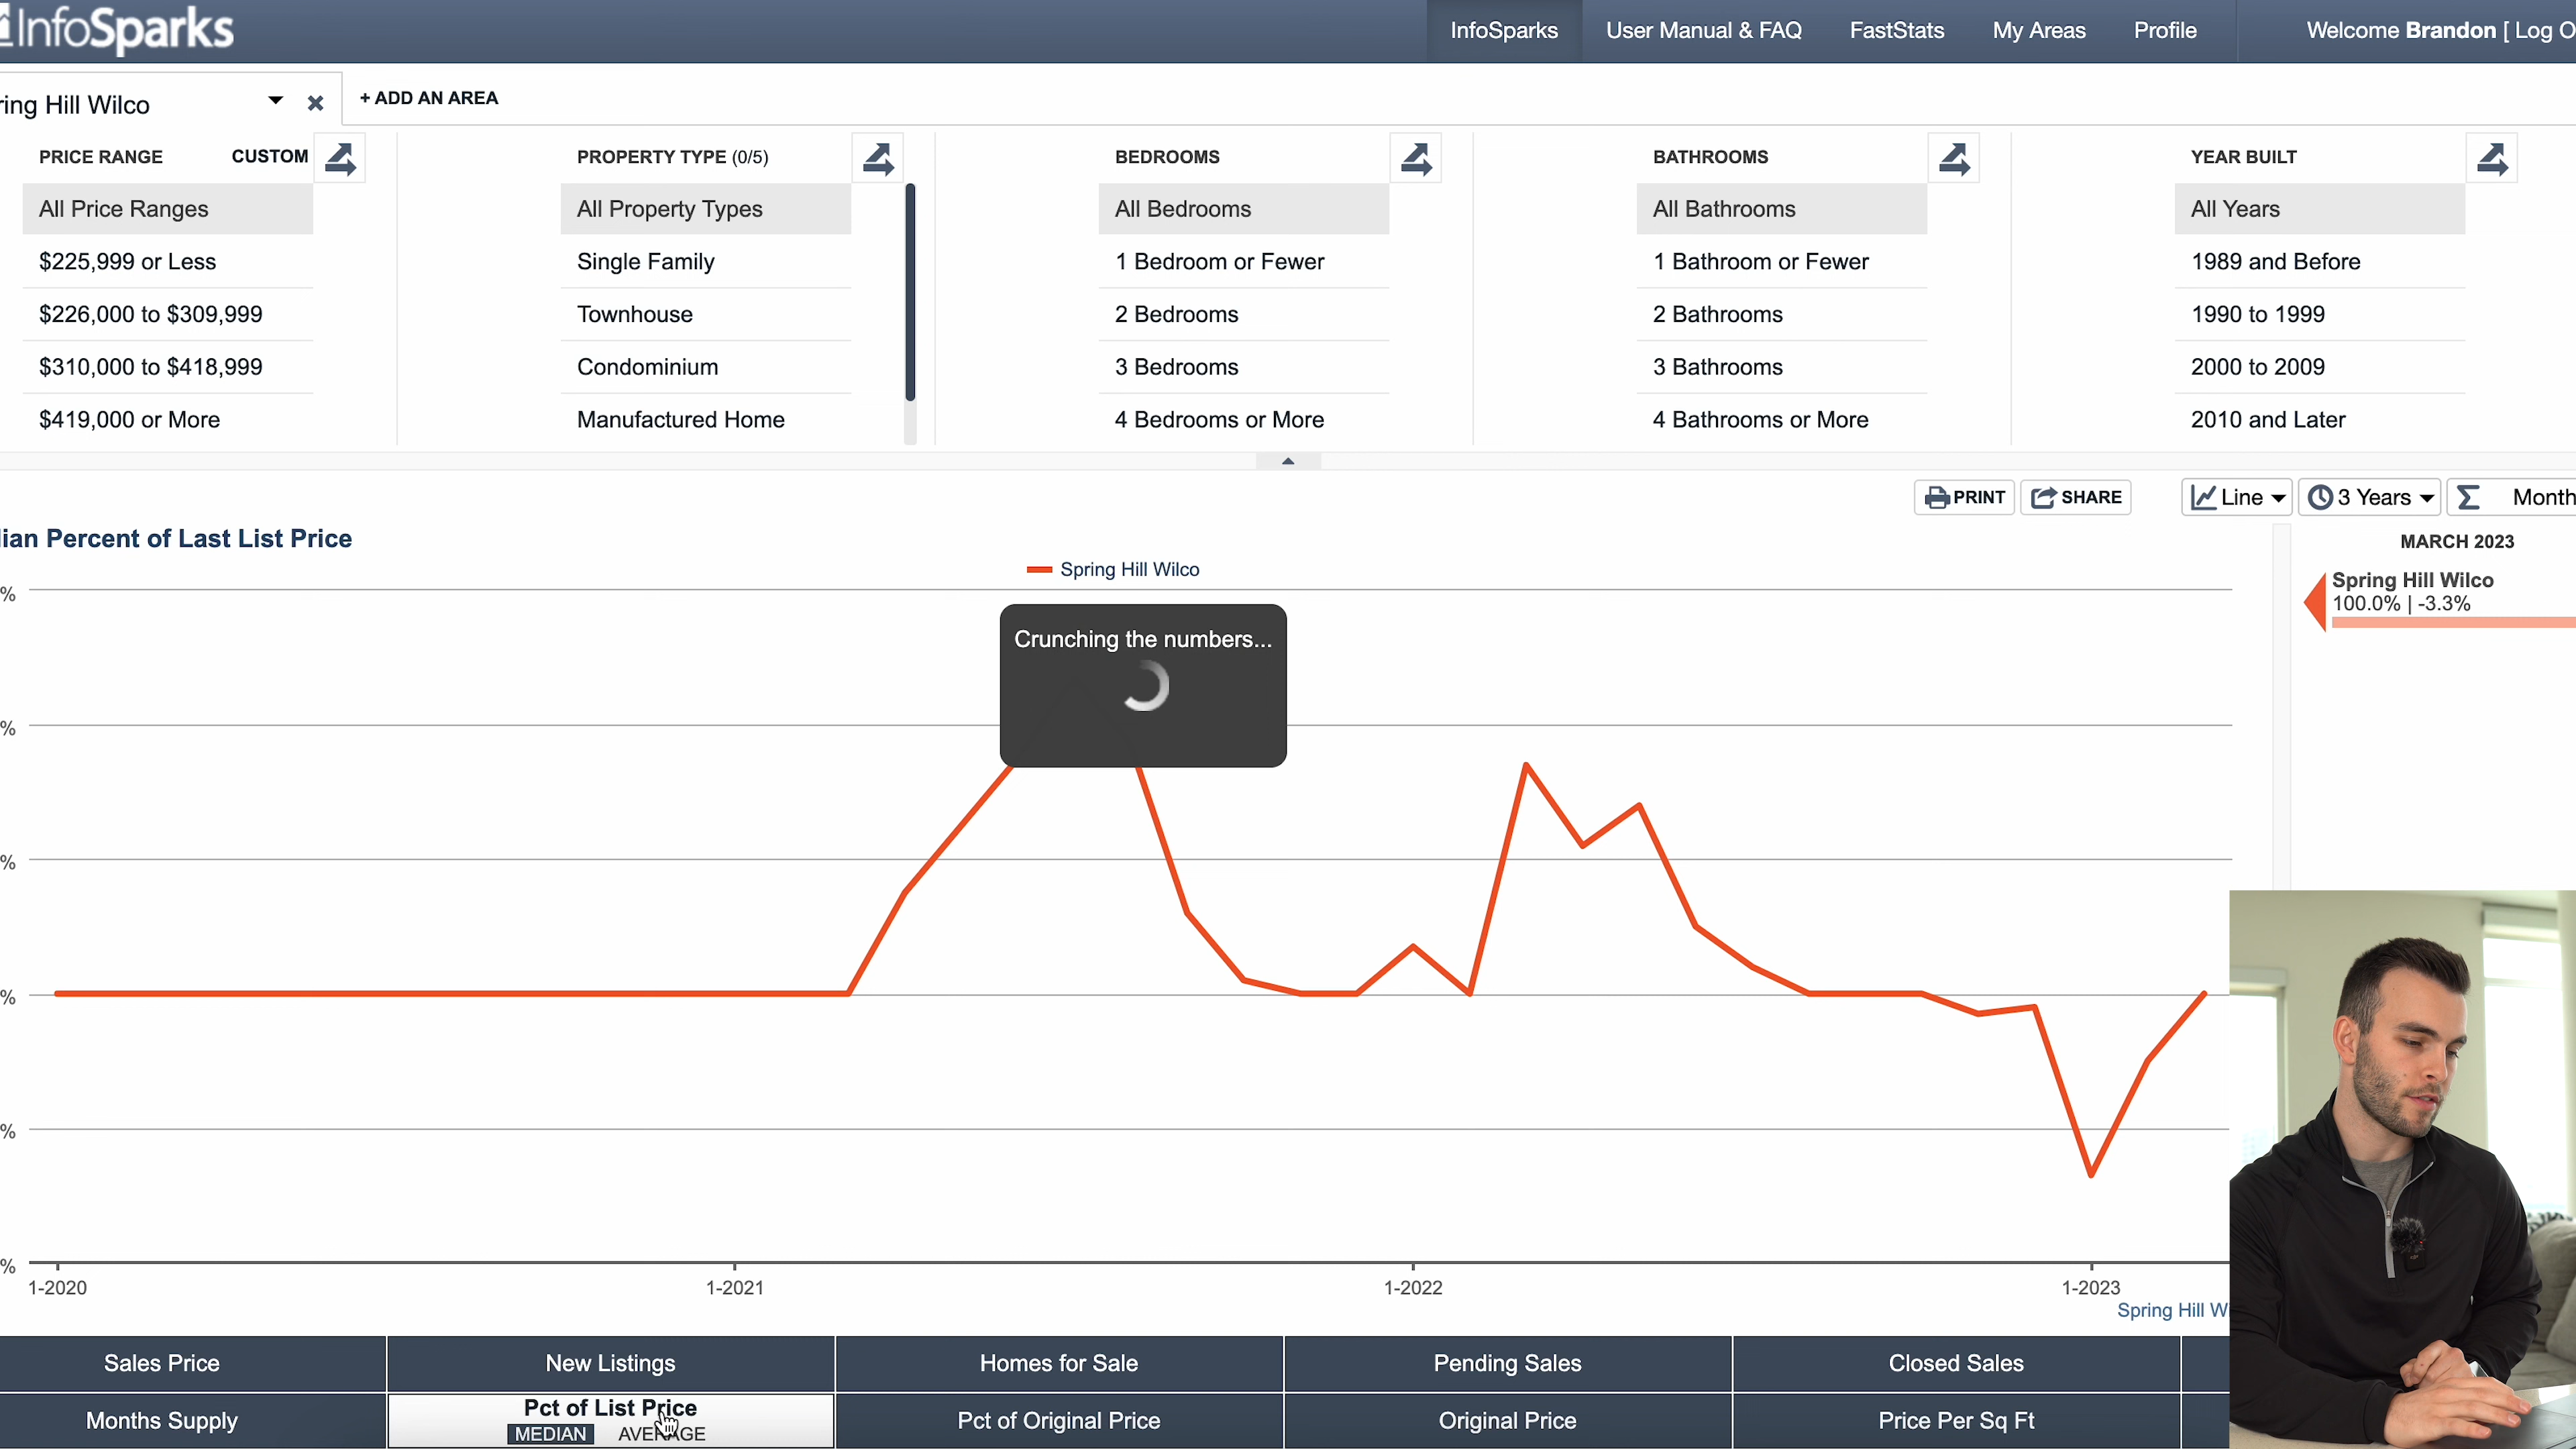 InfoSparks
InfoSparks
User Manual & FAQ
FastStats
My Areas
Profile
Welcome Brandon [ Log O
ring Hill Wilco
+ ADD AN AREA
PRICE RANGE
CUSTOM
All Price Ranges
$225,999 or Less
$226,000 to $309,999
$310,000 to $418,999
$419,000 or More
PROPERTY TYPE (0/5)
All Property Types
Single Family
Townhouse
Condominium
Manufactured Home
BEDROOMS
All Bedrooms
1 Bedroom or Fewer
2 Bedrooms
3 Bedrooms
4 Bedrooms or More
BATHROOMS
All Bathrooms
1 Bathroom or Fewer
2 Bathrooms
3 Bathrooms
4 Bathrooms or More
YEAR BUILT
All Years
1989 and Before
1990 to 1999
2000 to 2009
2010 and Later
PRINT
SHARE
Line
3 Years
Month
ian Percent of Last List Price
Spring Hill Wilco
MARCH 2023
Spring Hill Wilco
100.0% | -3.3%
Crunching the numbers...
%
%
%
%
%
%
1-2020
1-2021
1-2022
1-2023
Spring Hill W
Sales Price
New Listings
Homes for Sale
Pending Sales
Closed Sales
Months Supply
Pct of List Price
MEDIAN
AVERAGE
Pct of Original Price
Original Price
Price Per Sq Ft